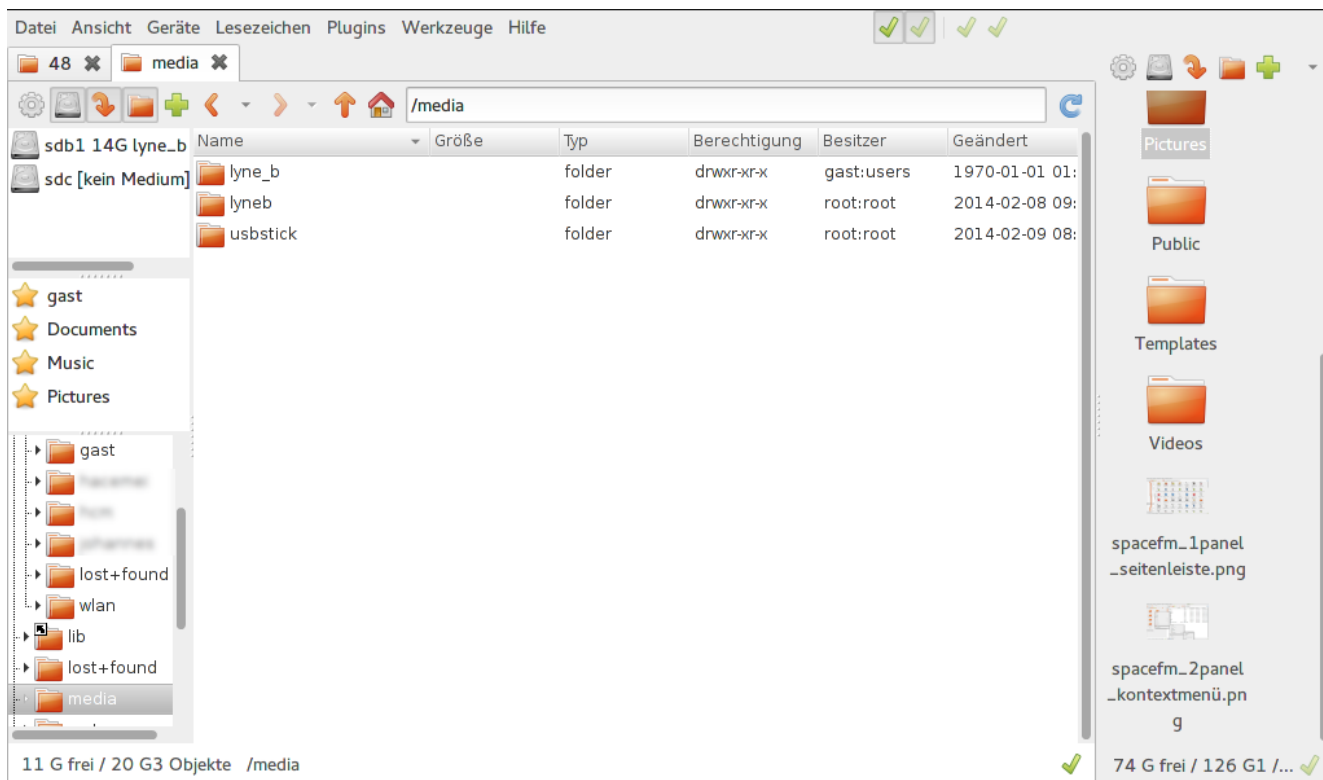 Datei Ansicht Geräte Lesezeichen Plugins Werkzeuge Hilfe
48 media
/media
sdb1 14G lyne_b
sdc [kein Medium]
Name Größe Typ Berechtigung Besitzer Geändert
lyne_b folder drwxr-xr-x gast:users 1970-01-01 01:
lyneb folder drwxr-xr-x root:root 2014-02-08 09:
usbstick folder drwxr-xr-x root:root 2014-02-09 08:
gast
Documents
Music
Pictures
gast
lost+found
wlan
lib
lost+found
media
11 G frei / 20 G3 Objekte /media
Pictures
Public
Templates
Videos
spacefm_1panel
_seitenleiste.png
spacefm_2panel
_kontextmenü.pn
g
74 G frei / 126 G1 /...